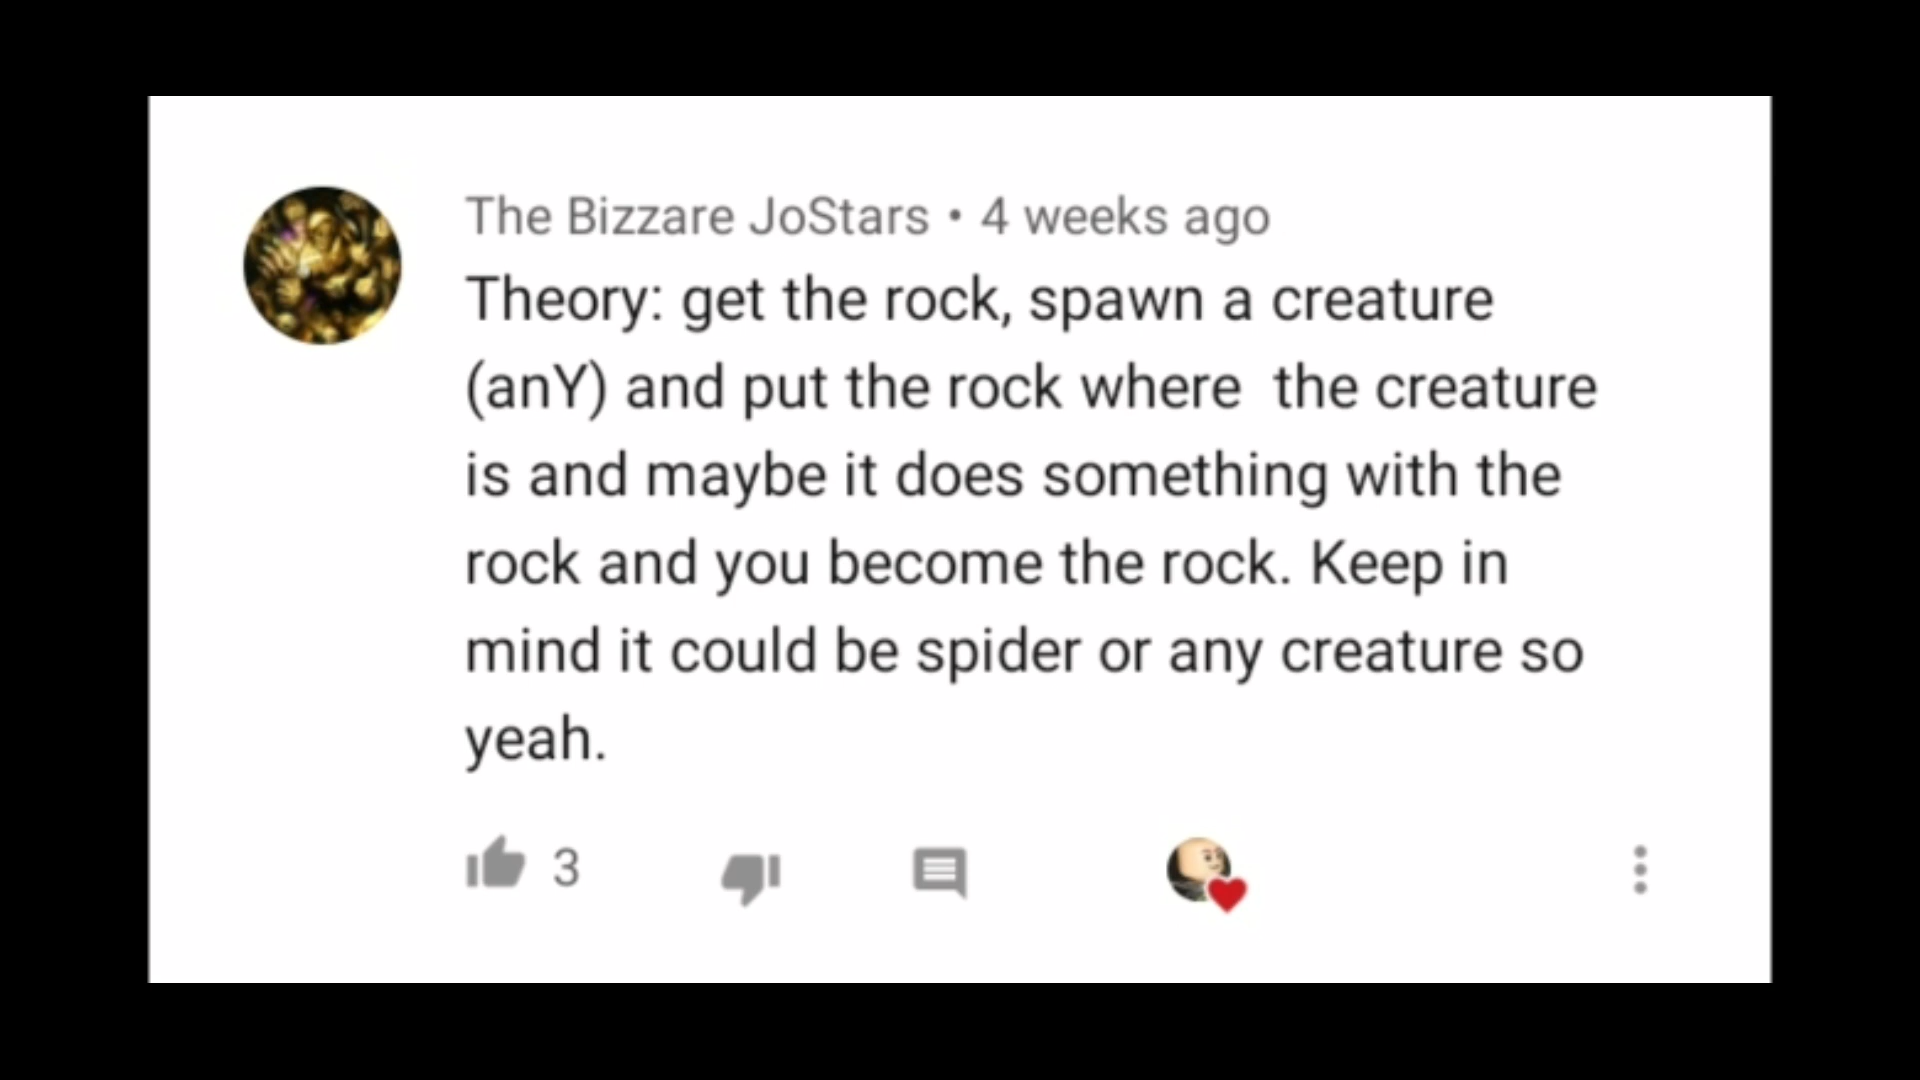 The Bizzare JoStars • 4 weeks ago
Theory: get the rock, spawn a creature
(anY) and put the rock where  the creature
is and maybe it does something with the
rock and you become the rock. Keep in
mind it could be spider or any creature so
yeah.
3